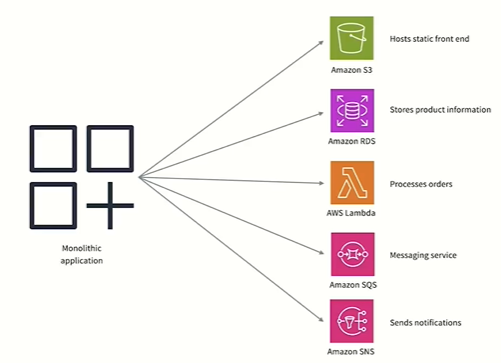 Hosts static front end
Amazon S3
Stores product information
Amazon RDS
Processes orders
AWS Lambda
Monolithic
application
Messaging service
Amazon SQS
Sends notifications
Amazon SNS